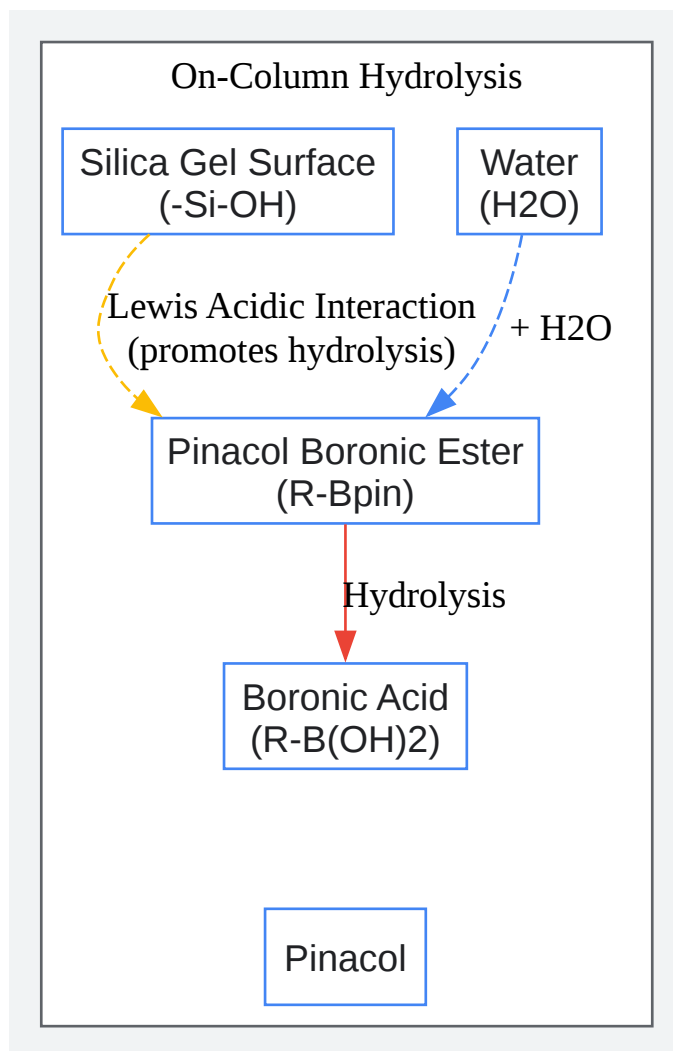 On-Column Hydrolysis
Silica Gel Surface
(-Si-OH)
Water
(H2O)
Lewis Acidic Interaction
(promotes hydrolysis)
+ H2O
Pinacol Boronic Ester
(R-Bpin)
Hydrolysis
Boronic Acid
(R-B(OH)2)
Pinacol